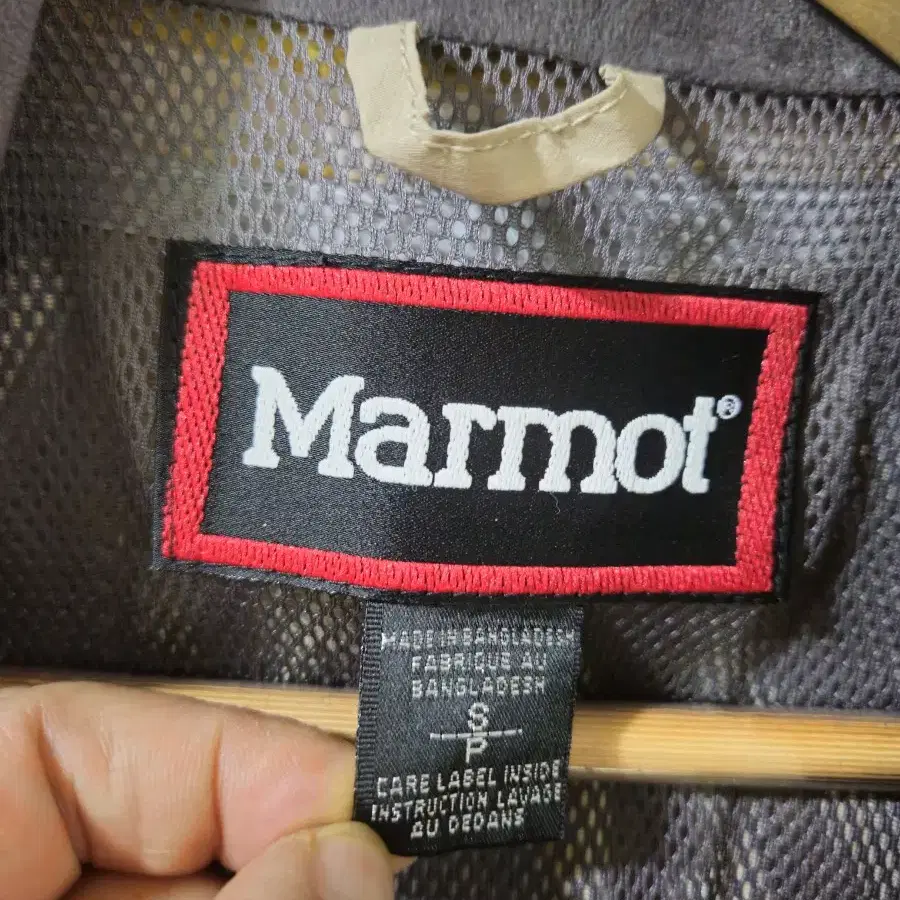 Marmot®
MADE IN BANGLADESH
FABRIQUE AU
BANGLADESH
S
P
CARE LABEL INSIDE
INSTRUCTION LAVAGE
AU DEDANS